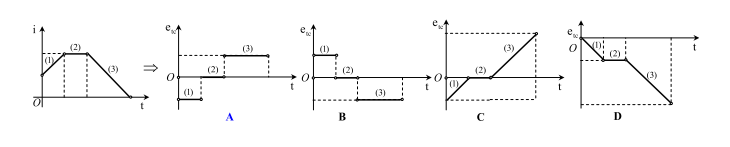 i
(1)
(2)
(3)
O
t
⇒
e_tc
O
(1)
(2)
(3)
t
A
e_tc
O
(1)
(2)
(3)
t
B
e_tc
O
(1)
(2)
(3)
t
C
e_tc
O
(1)
(2)
(3)
t
D